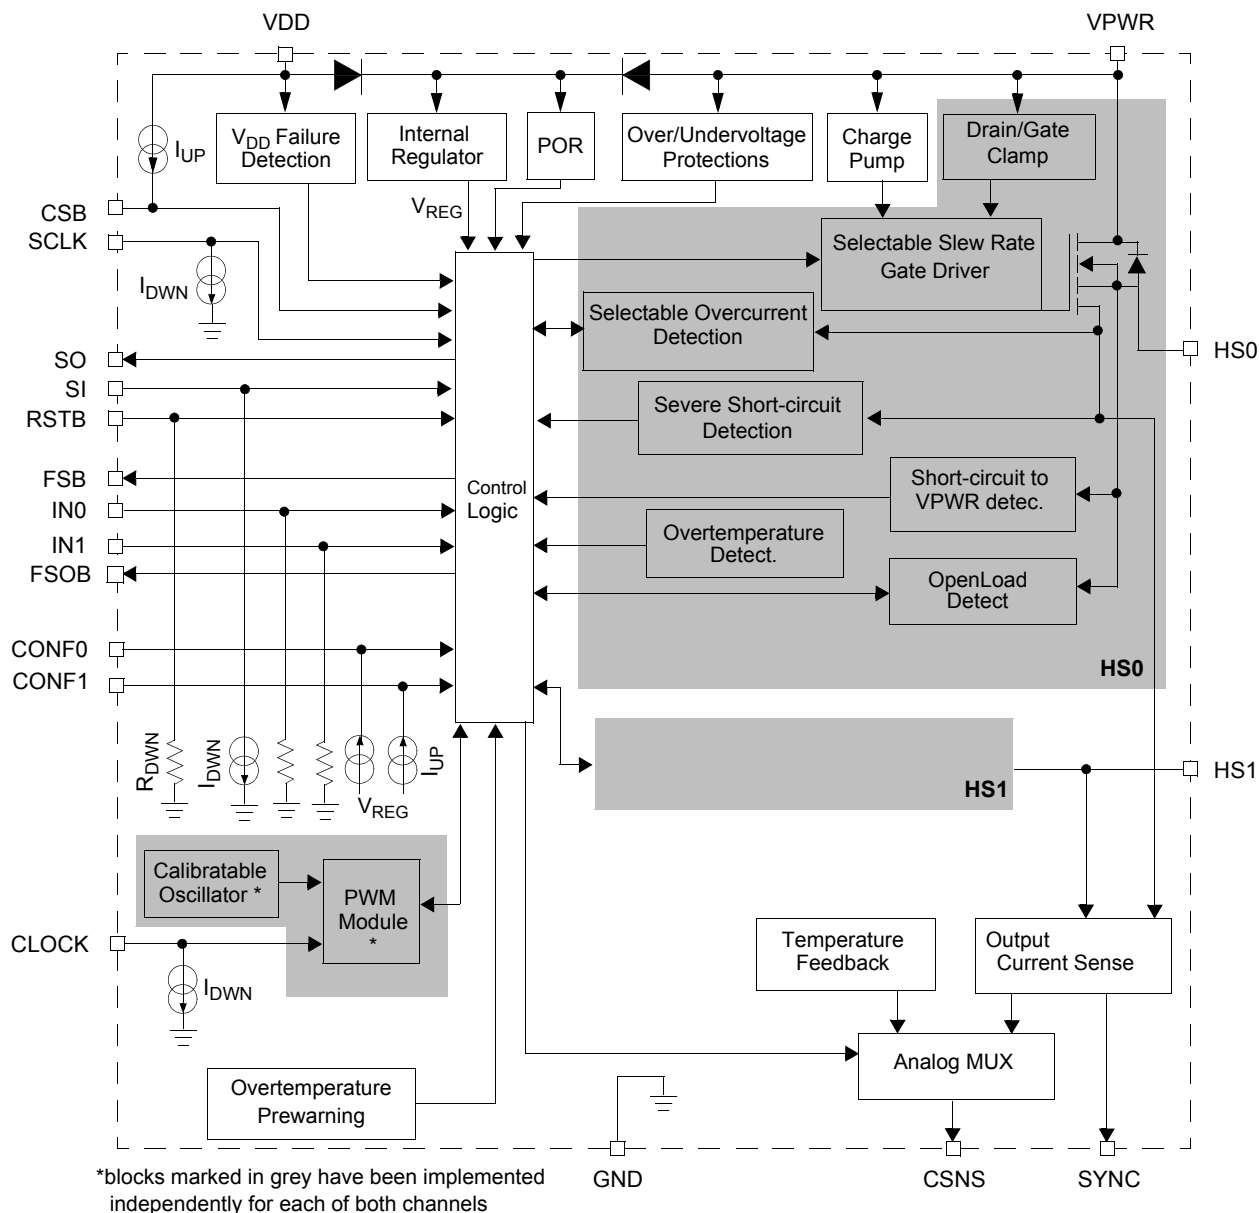 VDD
VPWR
VDD Failure
Detection
Internal
Regulator
POR
Over/Undervoltage
Protections
Charge
Pump
Drain/Gate
Clamp
IUP
VREG
CSB
SCLK
IDWN
Selectable Slew Rate
Gate Driver
Selectable Overcurrent
Detection
HS0
SO
SI
RSTB
Severe Short-circuit
Detection
FSB
IN0
IN1
FSOB
Control
Logic
Short-circuit to
VPWR detec.
Overtemperature
Detect.
OpenLoad
Detect
CONF0
CONF1
HS0
RDWN
IDWN
IUP
VREG
HS1
HS1
Calibratable
Oscillator *
PWM
Module
*
CLOCK
IDWN
Temperature
Feedback
Output
Current Sense
Analog MUX
Overtemperature
Prewarning
GND
CSNS
SYNC
*blocks marked in grey have been implemented
independently for each of both channels